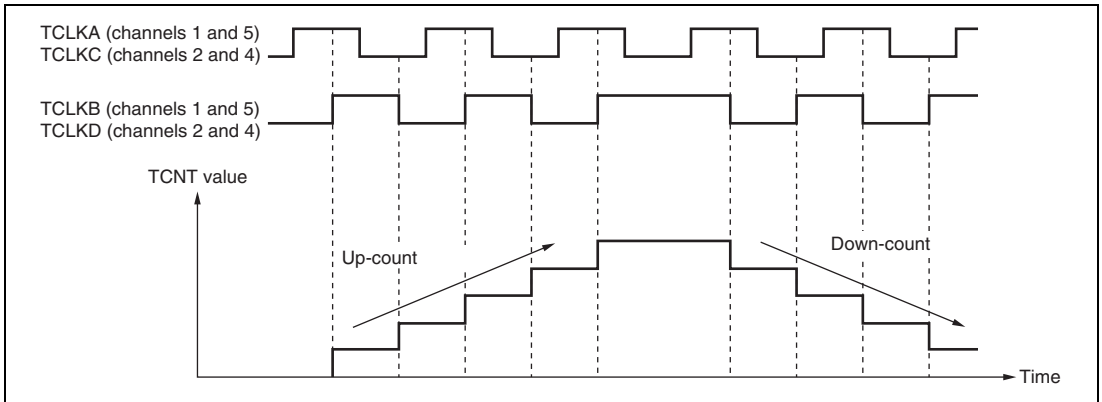 TCLKA (channels 1 and 5)
TCLKC (channels 2 and 4)
TCLKB (channels 1 and 5)
TCLKD (channels 2 and 4)
TCNT value
Up-count
Down-count
Time